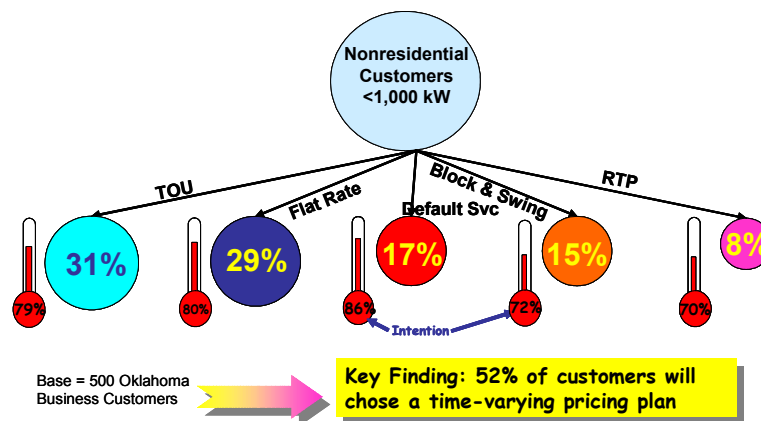 Nonresidential
Customers
<1,000 kW
TOU
Flat Rate
Default Svc
Block & Swing
RTP
31%
29%
17%
15%
8%
79%
80%
86%
72%
70%
Intention
Base = 500 Oklahoma
Business Customers
Key Finding: 52% of customers will
chose a time-varying pricing plan